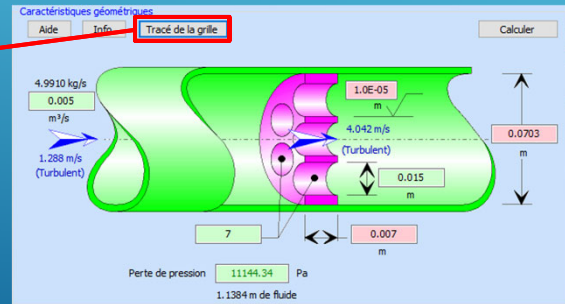 Caractéristiques géométriques
Aide Info Tracé de la grille Calculer
4.9910 kg/s
0.005
m³/s
1.288 m/s
(Turbulent)
1.0E-05
m
4.042 m/s
(Turbulent)
0.0703
m
0.015
m
7
0.007
m
Perte de pression 11144.34 Pa
1.1384 m de fluide